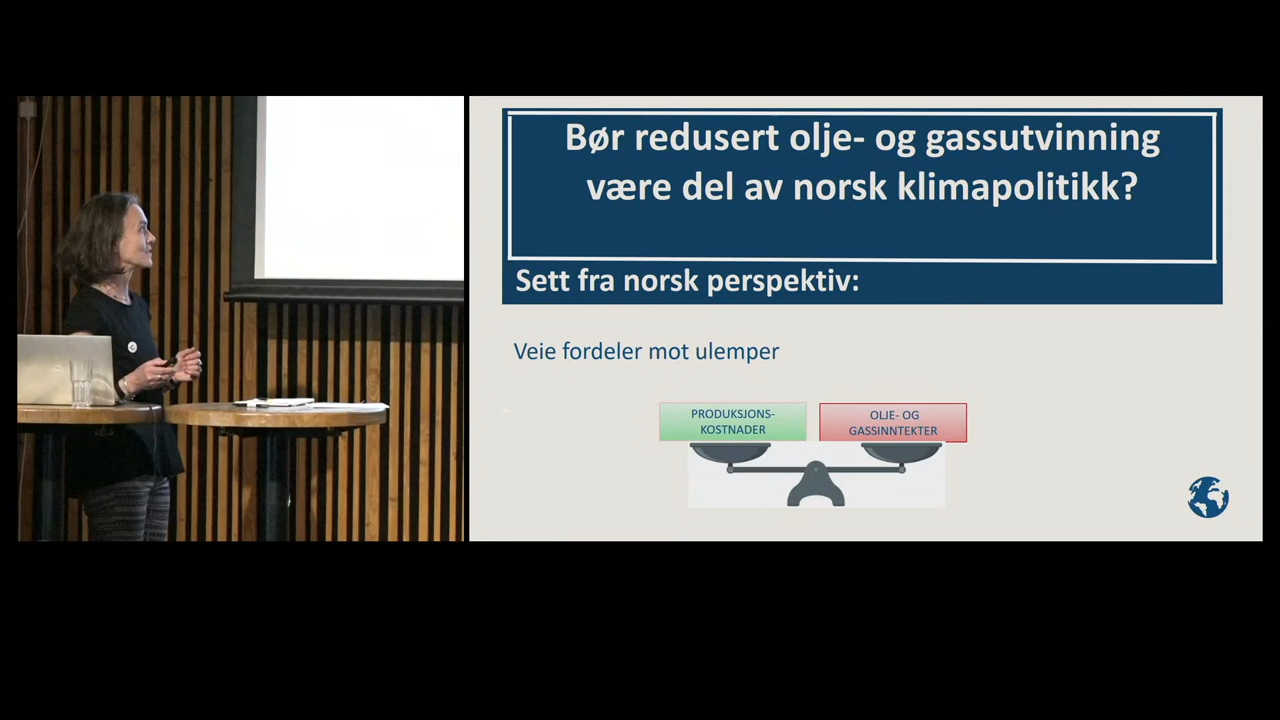 Bør redusert olje- og gassutvinning
være del av norsk klimapolitikk?
Sett fra norsk perspektiv:
Veie fordeler mot ulemper
PRODUKSJONS-
KOSTNADER
OLJE- OG
GASSINNTEKTER